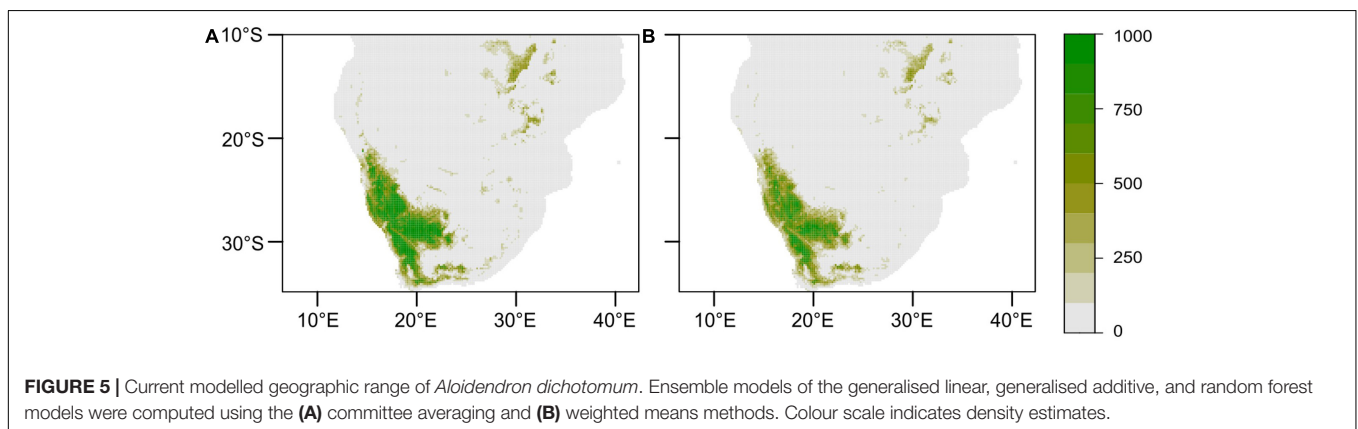 A 10°S
20°S
30°S
10°E 20°E 30°E 40°E
B
10°E 20°E 30°E 40°E
1000
750
500
250
0
FIGURE 5 | Current modelled geographic range of Aloidendron dichotomum. Ensemble models of the generalised linear, generalised additive, and random forest
models were computed using the (A) committee averaging and (B) weighted means methods. Colour scale indicates density estimates.